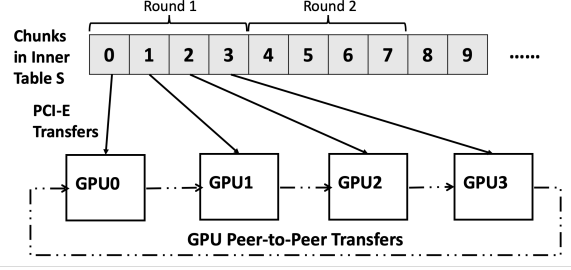 Round 1 Round 2
Chunks
in Inner
Table S
0 1 2 3 4 5 6 7 8 9 ······
PCI-E
Transfers
GPU0 GPU1 GPU2 GPU3
GPU Peer-to-Peer Transfers